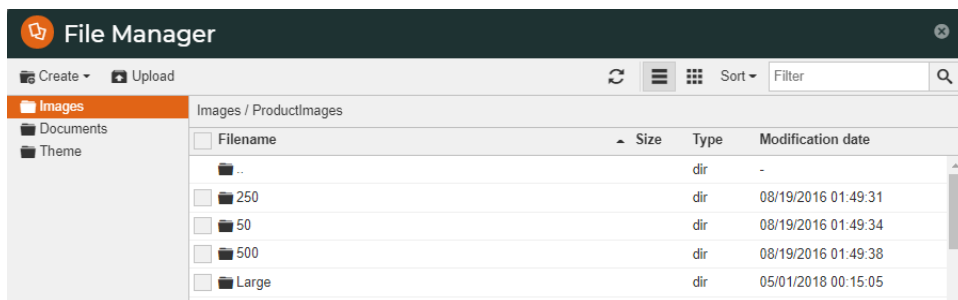 File Manager
Create Upload Sort Filter
Images
Documents
Theme
Images / ProductImages
Filename Size Type Modification date
.. dir -
250 dir 08/19/2016 01:49:31
50 dir 08/19/2016 01:49:34
500 dir 08/19/2016 01:49:38
Large dir 05/01/2018 00:15:05